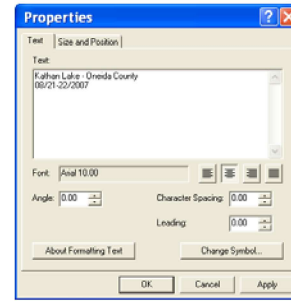 Properties
Text
Size and Position
Text:
Kathan Lake - Oneida County
08/21-22/2007
Font: Arial 10.00
Angle: 0.00
Character Spacing: 0.00
Leading: 0.00
About Formatting Text
Change Symbol...
OK
Cancel
Apply